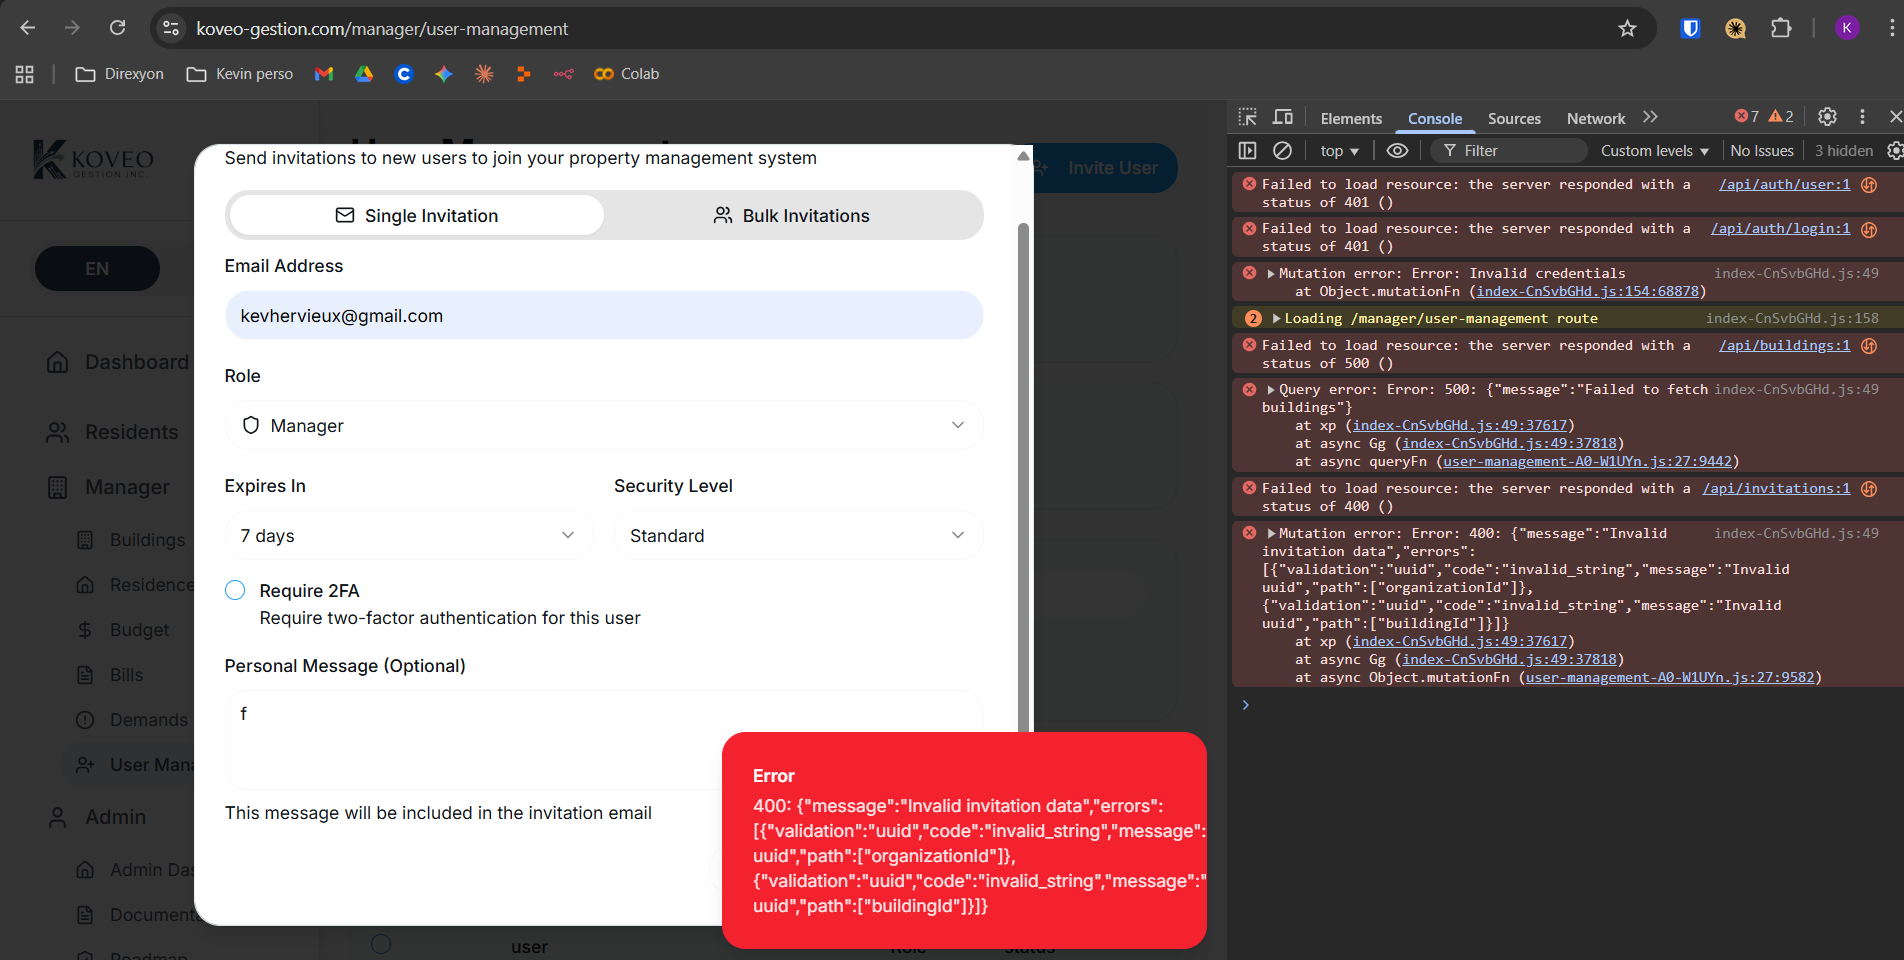 koveo-gestion.com/manager/user-management
K
Direxyon
Kevin perso
Colab
KOVEO
GESTION INC.
EN
Dashboard
Residents
Manager
Buildings
Residence
Budget
Bills
Demands
User Mana
Admin
Admin Das
Document
Invite User
Send invitations to new users to join your property management system
Single Invitation
Bulk Invitations
Email Address
kevhervieux@gmail.com
Role
Manager
Expires In
Security Level
7 days
Standard
Require 2FA
Require two-factor authentication for this user
Personal Message (Optional)
f
This message will be included in the invitation email
user
Error
400: {"message":"Invalid invitation data","errors":
[{"validation":"uuid","code":"invalid_string","message":
uuid","path":["organizationId"]},
{"validation":"uuid","code":"invalid_string","message":"
uuid","path":["buildingId"]}]}
Elements
Console
Sources
Network
7
2
top
Filter
Custom levels
No Issues
3 hidden
Failed to load resource: the server responded with a /api/auth/user:1
status of 401 ()
Failed to load resource: the server responded with a /api/auth/login:1
status of 401 ()
Mutation error: Error: Invalid credentials index-CnSvbGHd.js:49
at Object.mutationFn (index-CnSvbGHd.js:154:68878)
2 Loading /manager/user-management route index-CnSvbGHd.js:158
Failed to load resource: the server responded with a /api/buildings:1
status of 500 ()
Query error: Error: 500: {"message":"Failed to fetch index-CnSvbGHd.js:49
buildings"}
at xp (index-CnSvbGHd.js:49:37617)
at async Gg (index-CnSvbGHd.js:49:37818)
at async queryFn (user-management-A0-W1UYn.js:27:9442)
Failed to load resource: the server responded with a /api/invitations:1
status of 400 ()
Mutation error: Error: 400: {"message":"Invalid index-CnSvbGHd.js:49
invitation data","errors":
[{"validation":"uuid","code":"invalid_string","message":"Invalid
uuid","path":["organizationId"]},
{"validation":"uuid","code":"invalid_string","message":"Invalid
uuid","path":["buildingId"]}]}
at xp (index-CnSvbGHd.js:49:37617)
at async Gg (index-CnSvbGHd.js:49:37818)
at async Object.mutationFn (user-management-A0-W1UYn.js:27:9582)